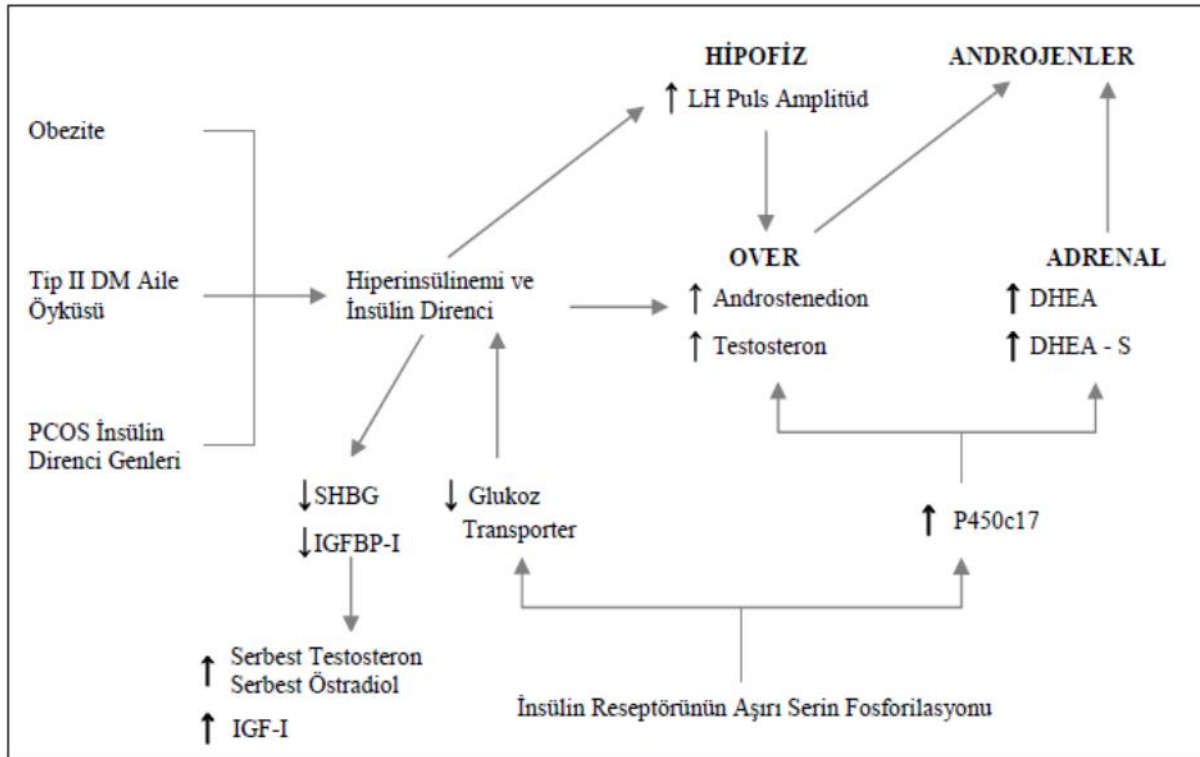 HİPOFİZ
↑ LH Puls Amplitüd
ANDROJENLER
Obezite
Tip II DM Aile
Öyküsü
Hiperinsülinemi ve
İnsülin Direnci
OVER
↑ Androstenedion
↑ Testosteron
ADRENAL
↑ DHEA
↑ DHEA - S
PCOS İnsülin
Direnci Genleri
↓SHBG
↓IGFBP-I
↓ Glukoz
Transporter
↑ P450c17
↑ Serbest Testosteron
Serbest Östradiol
↑ IGF-I
İnsülin Reseptörünün Aşırı Serin Fosforilasyonu